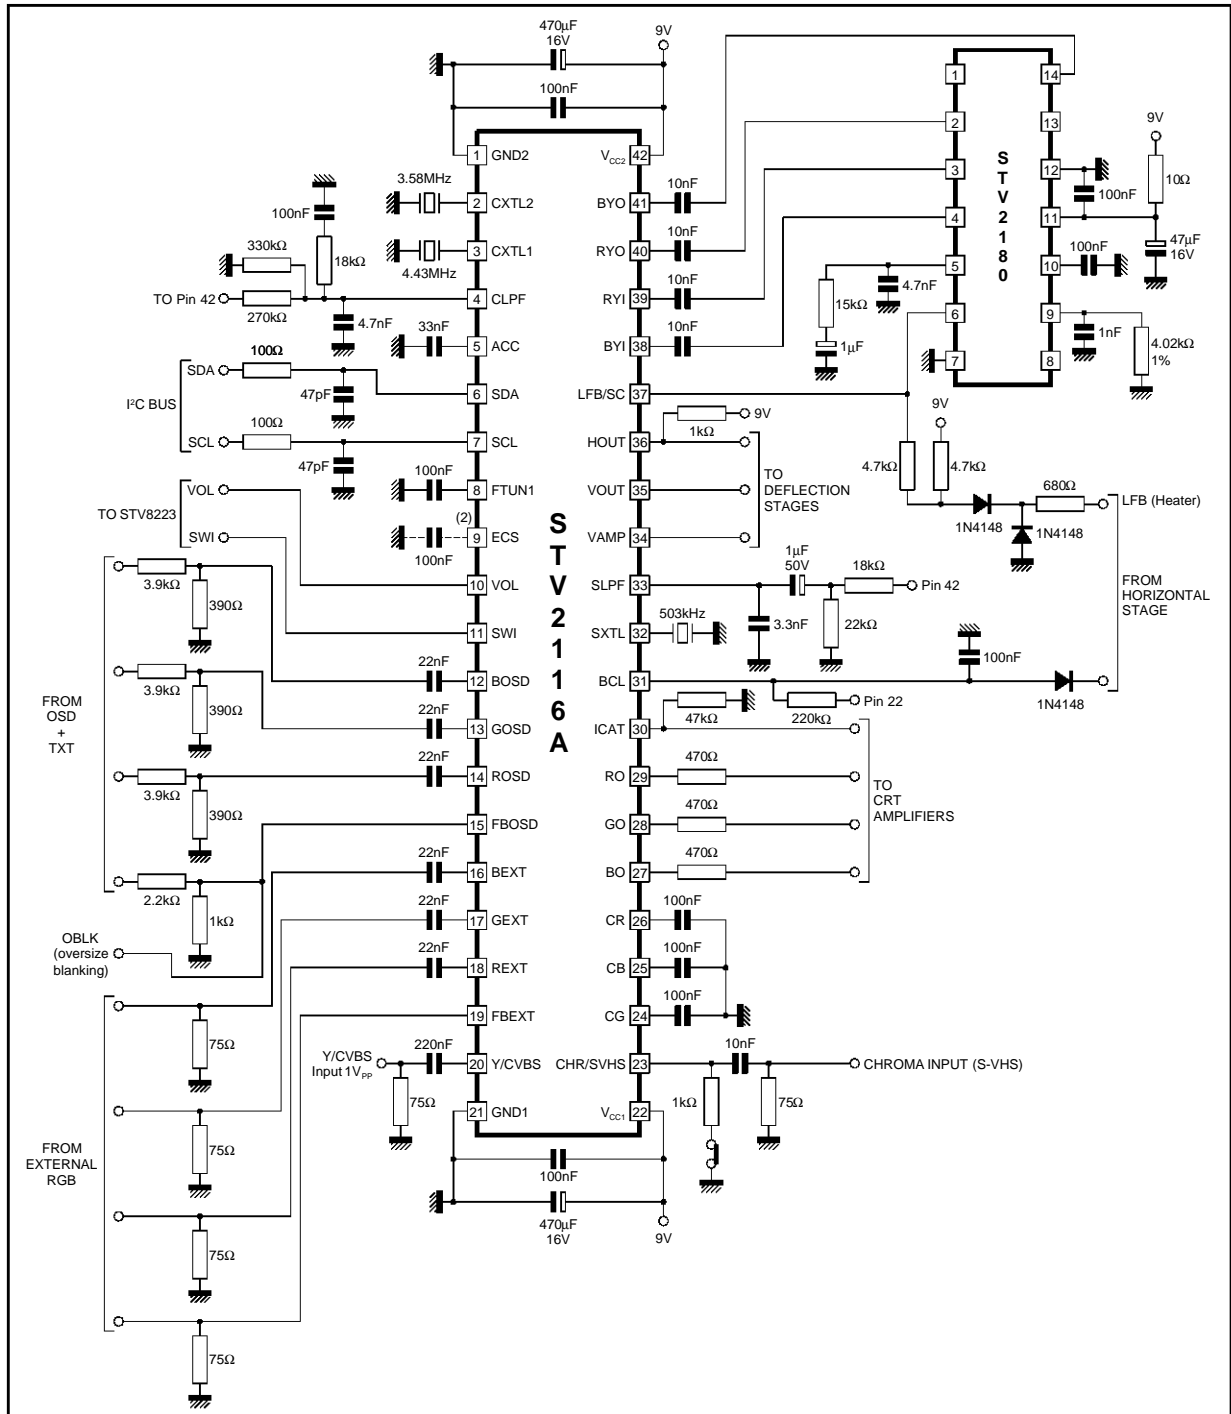 470µF
16V
9V
100nF
1 GND2
VCC2 42
3.58MHz
2 CXTL2
BYO 41
10nF
3 CXTL1
4.43MHz
RYO 40
10nF
100nF
330kΩ
18kΩ
TO Pin 42
270kΩ
4.7nF
4 CLPF
RYI 39
10nF
33nF
5 ACC
BYI 38
10nF
I²C BUS
SDA
100Ω
47pF
6 SDA
LFB/SC 37
SCL
100Ω
47pF
7 SCL
HOUT 36
1kΩ
9V
100nF
8 FTUN1
VOUT 35
TO
DEFLECTION
STAGES
TO STV8223
VOL
SWI
(2)
100nF
9 ECS
VAMP 34
10 VOL
SLPF 33
1µF
50V
18kΩ
Pin 42
3.3nF
22kΩ
11 SWI
SXTL 32
503kHz
STV2116A
FROM
OSD
+
TXT
3.9kΩ
390Ω
22nF
12 BOSD
BCL 31
100nF
1N4148
220kΩ
Pin 22
3.9kΩ
390Ω
22nF
13 GOSD
ICAT 30
47kΩ
3.9kΩ
390Ω
22nF
14 ROSD
RO 29
470Ω
TO
CRT
AMPLIFIERS
15 FBOSD
GO 28
470Ω
2.2kΩ
1kΩ
22nF
16 BEXT
BO 27
470Ω
22nF
17 GEXT
CR 26
100nF
OBLK
(oversize
blanking)
22nF
18 REXT
CB 25
100nF
19 FBEXT
CG 24
100nF
Y/CVBS
Input 1VPP
220nF
75Ω
20 Y/CVBS
CHR/SVHS 23
10nF
1kΩ
75Ω
CHROMA INPUT (S-VHS)
21 GND1
VCC1 22
100nF
470µF
16V
9V
FROM
EXTERNAL
RGB
75Ω
75Ω
75Ω
75Ω
STV2180
1
14
2
13
3
12
4
11
5
10
6
9
7
8
9V
10Ω
100nF
47µF
16V
100nF
1nF
4.02kΩ
1%
4.7nF
15kΩ
1µF
9V
4.7kΩ
4.7kΩ
1N4148
1N4148
680Ω
LFB (Heater)
FROM
HORIZONTAL
STAGE